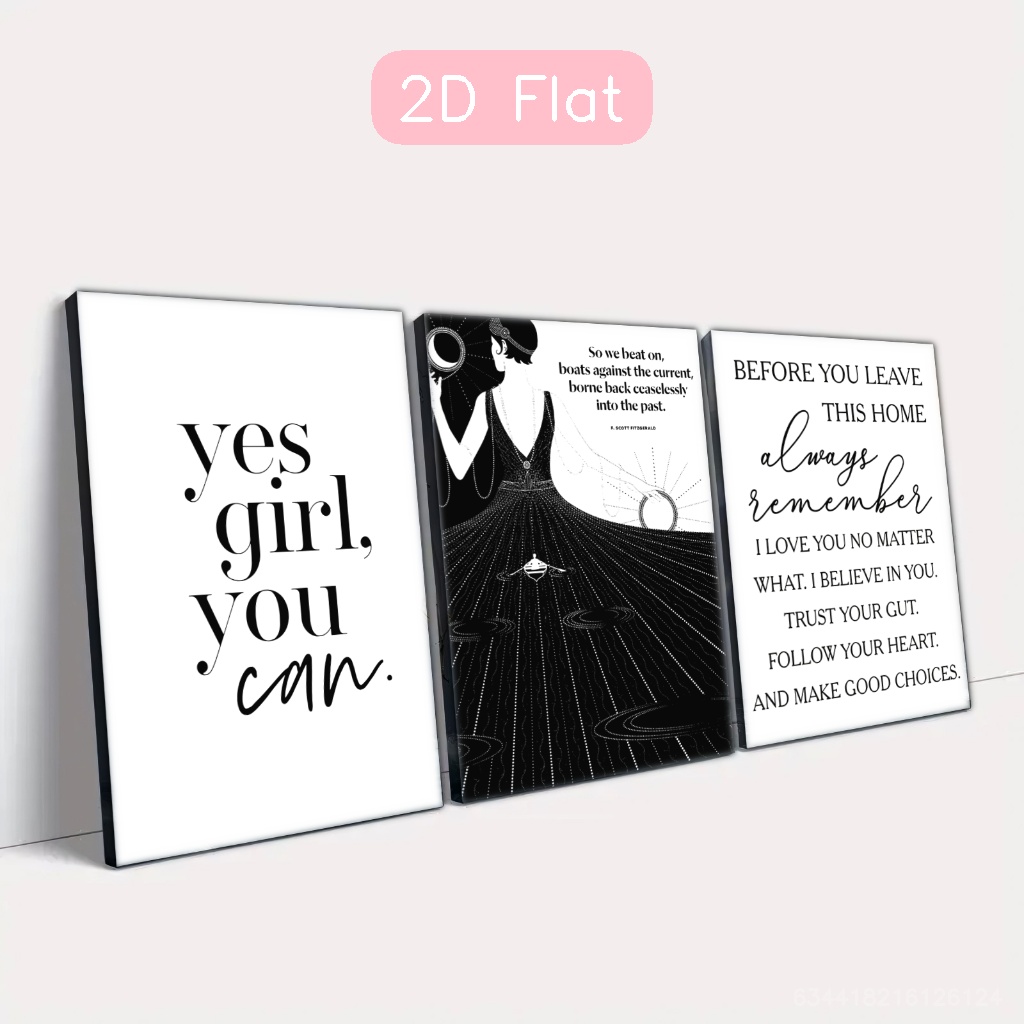 2D Flat
yes
girl,
you
can.
So we beat on,
boats against the current,
borne back ceaselessly
into the past.
F. SCOTT FITZGERALD
BEFORE YOU LEAVE
THIS HOME
always
remember
I LOVE YOU NO MATTER
WHAT. I BELIEVE IN YOU.
TRUST YOUR GUT.
FOLLOW YOUR HEART.
AND MAKE GOOD CHOICES.